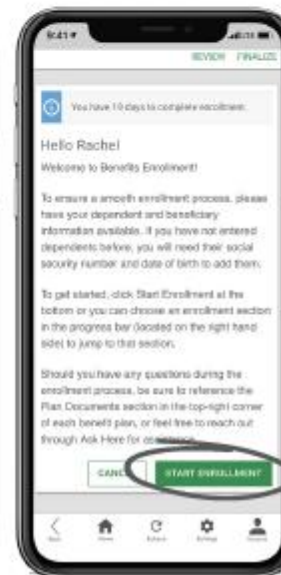 9:41
REVIEW FINALIZE
You have 19 days to complete enrollment.
Hello Rachel
Welcome to Benefits Enrollment!
To ensure a smooth enrollment process, please
have your dependent and beneficiary
information available. If you have not entered
dependents before, you will need their social
security number and date of birth to add them.
To get started, click Start Enrollment at the
bottom or you can choose an enrollment section
in the progress bar (located on the right hand
side) to jump to that section.
Should you have any questions during the
enrollment process, be sure to reference the
Plan Documents section in the top-right corner
of each benefit plan, or feel free to reach out
through Ask Here for assistance.
START ENROLLMENT
Back Home